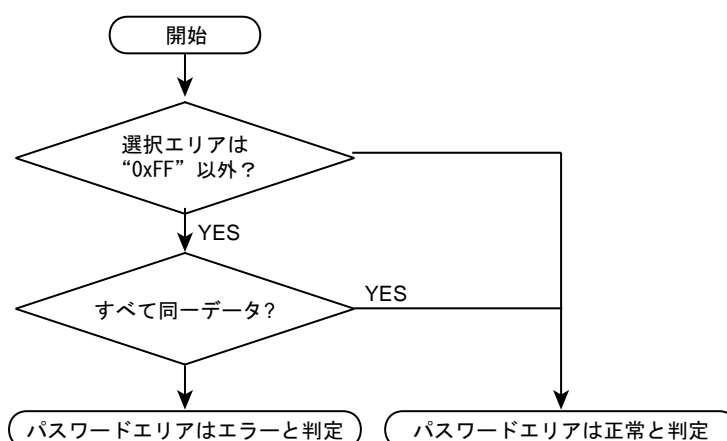 開始
選択エリアは
“0xFF” 以外？
YES
すべて同一データ?
YES
パスワードエリアはエラーと判定
パスワードエリアは正常と判定